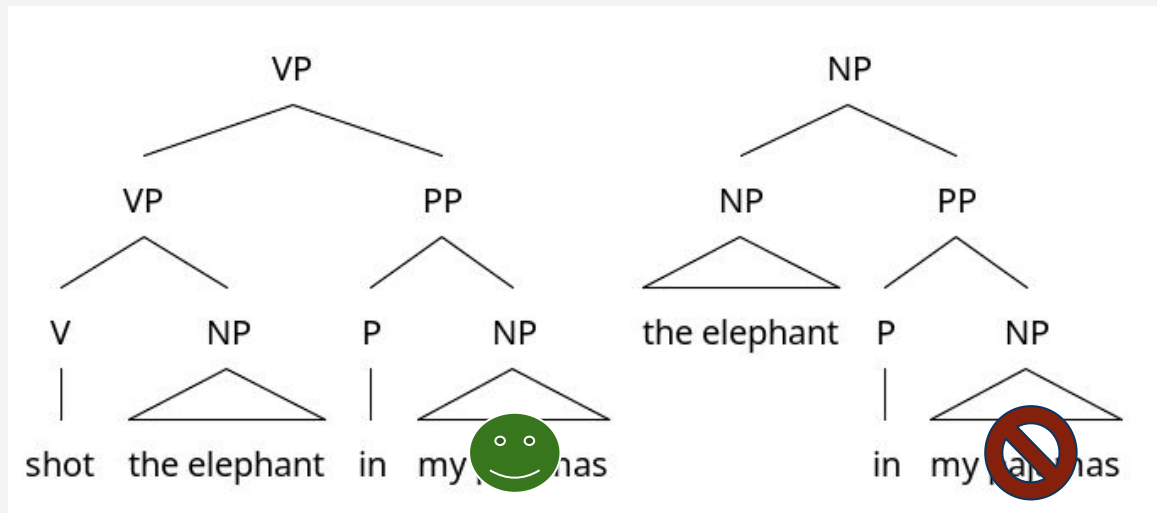 VP NP
VP PP NP PP
V NP P NP the elephant P NP
shot the elephant in my in my